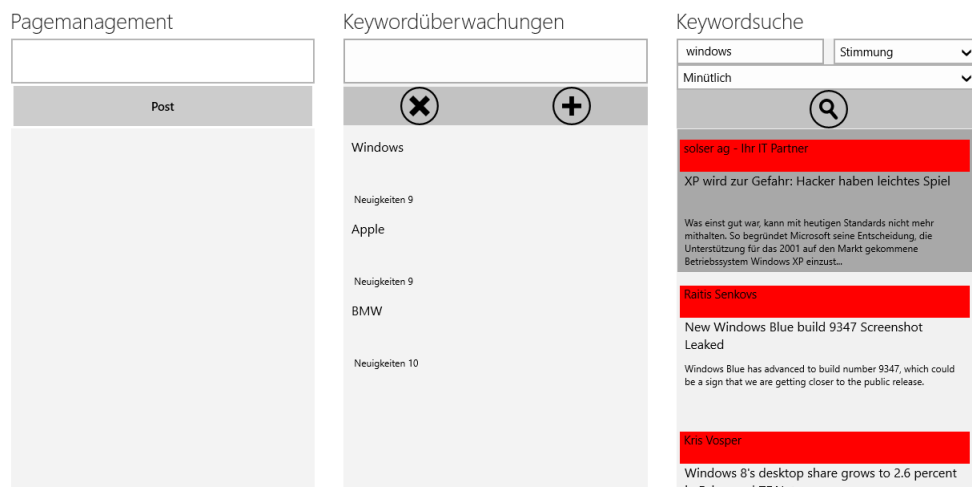 Pagemanagement
Post
Keywordüberwachungen
Windows
Neuigkeiten 9
Apple
Neuigkeiten 9
BMW
Neuigkeiten 10
Keywordsuche
windows
Stimmung
Minütlich
solser ag - Ihr IT Partner
XP wird zur Gefahr: Hacker haben leichtes Spiel
Was einst gut war, kann mit heutigen Standards nicht mehr
mithalten. So begründet Microsoft seine Entscheidung, die
Unterstützung für das 2001 auf den Markt gekommene
Betriebssystem Windows XP einzust...
Raitis Senkovs
New Windows Blue build 9347 Screenshot
Leaked
Windows Blue has advanced to build number 9347, which could
be a sign that we are getting closer to the public release.
Kris Vosper
Windows 8's desktop share grows to 2.6 percent